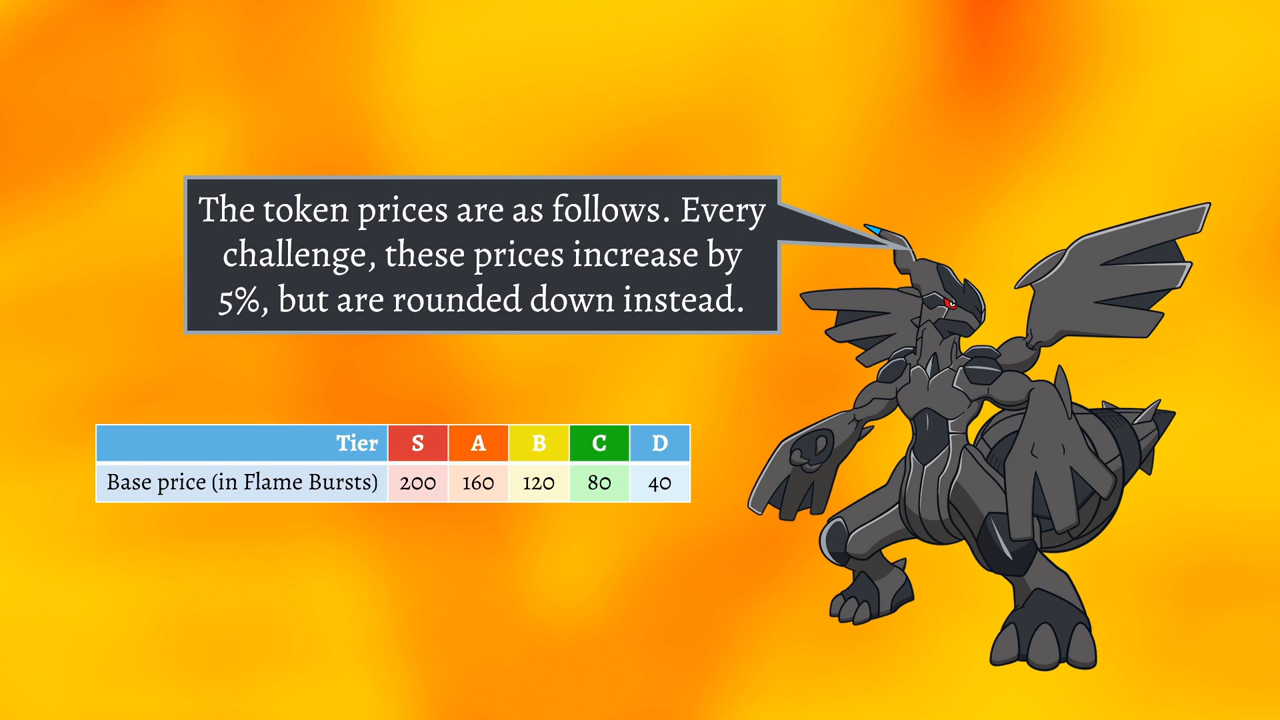 The token prices are as follows. Every
challenge, these prices increase by
5%, but are rounded down instead.
Tier S A B C D
Base price (in Flame Bursts) 200 160 120 80 40